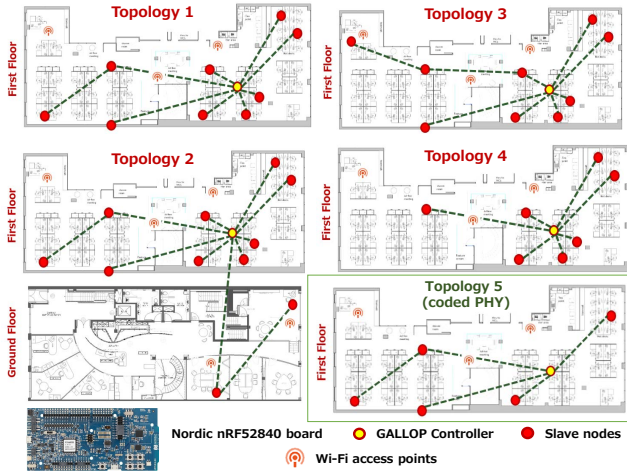 Topology 1
First Floor
Topology 3
First Floor
Topology 2
First Floor
Topology 4
First Floor
Ground Floor
Topology 5
(coded PHY)
First Floor
Nordic nRF52840 board
GALLOP Controller
Slave nodes
Wi-Fi access points